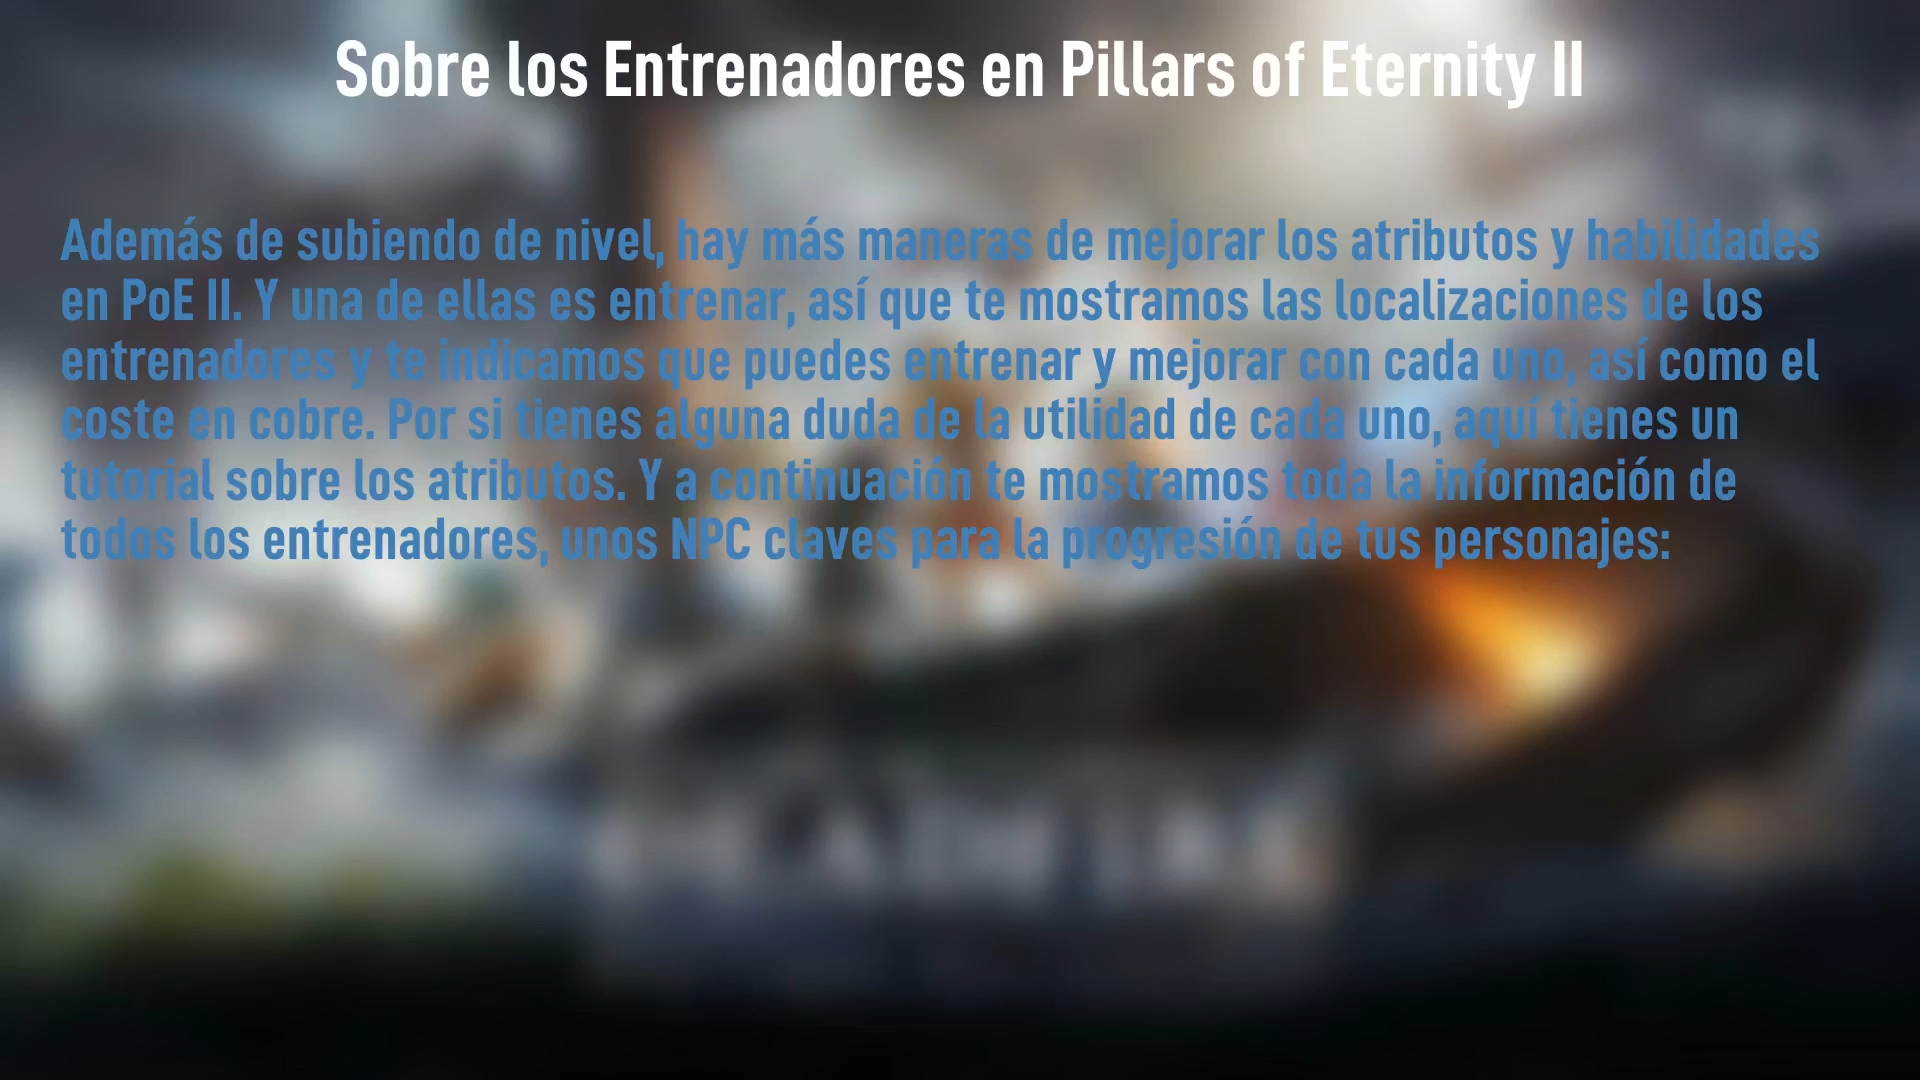 Sobre los Entrenadores en Pillars of Eternity II
Además de subiendo de nivel, hay más maneras de mejorar los atributos y habilidades
en PoE II. Y una de ellas es entrenar, así que te mostramos las localizaciones de los
entrenadores y te indicamos que puedes entrenar y mejorar con cada uno, así como el
coste en cobre. Por si tienes alguna duda de la utilidad de cada uno, aquí tienes un
tutorial sobre los atributos. Y a continuación te mostramos toda la información de
todos los entrenadores, unos NPC claves para la progresión de tus personajes: